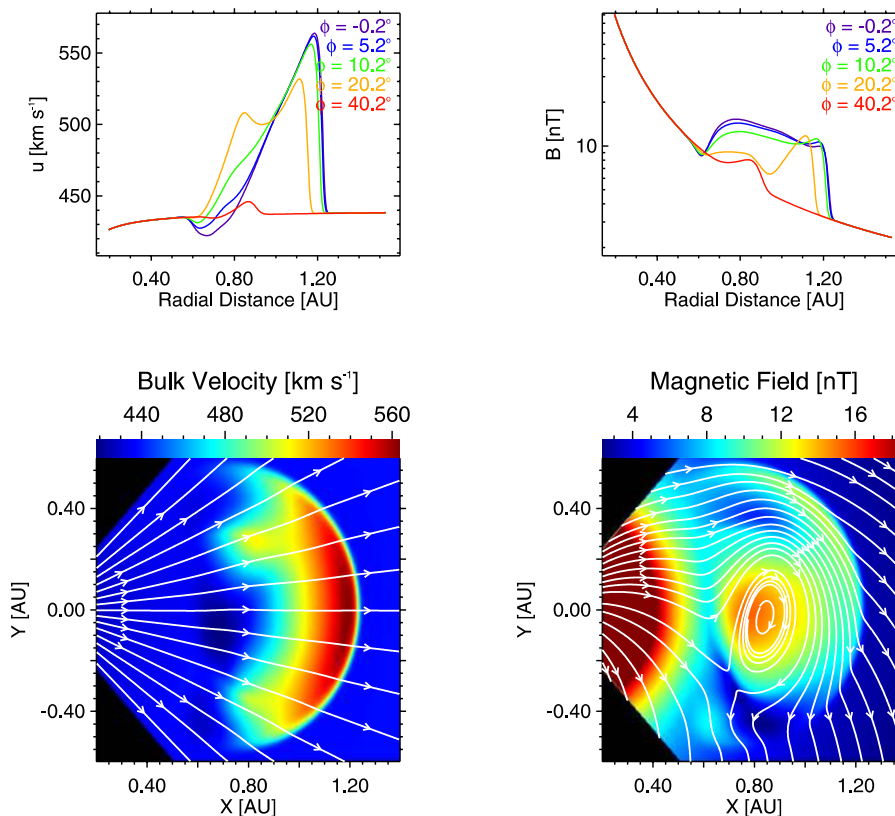 u [km s⁻¹]
550
500
450
0.40 0.80 1.20
Radial Distance [AU]
ϕ = -0.2°
ϕ = 5.2°
ϕ = 10.2°
ϕ = 20.2°
ϕ = 40.2°
B [nT]
10
0.40 0.80 1.20
Radial Distance [AU]
ϕ = -0.2°
ϕ = 5.2°
ϕ = 10.2°
ϕ = 20.2°
ϕ = 40.2°
Bulk Velocity [km s⁻¹]
440 480 520 560
Y [AU]
0.40
0.00
-0.40
0.40 0.80 1.20
X [AU]
Magnetic Field [nT]
4 8 12 16
Y [AU]
0.40
0.00
-0.40
0.40 0.80 1.20
X [AU]